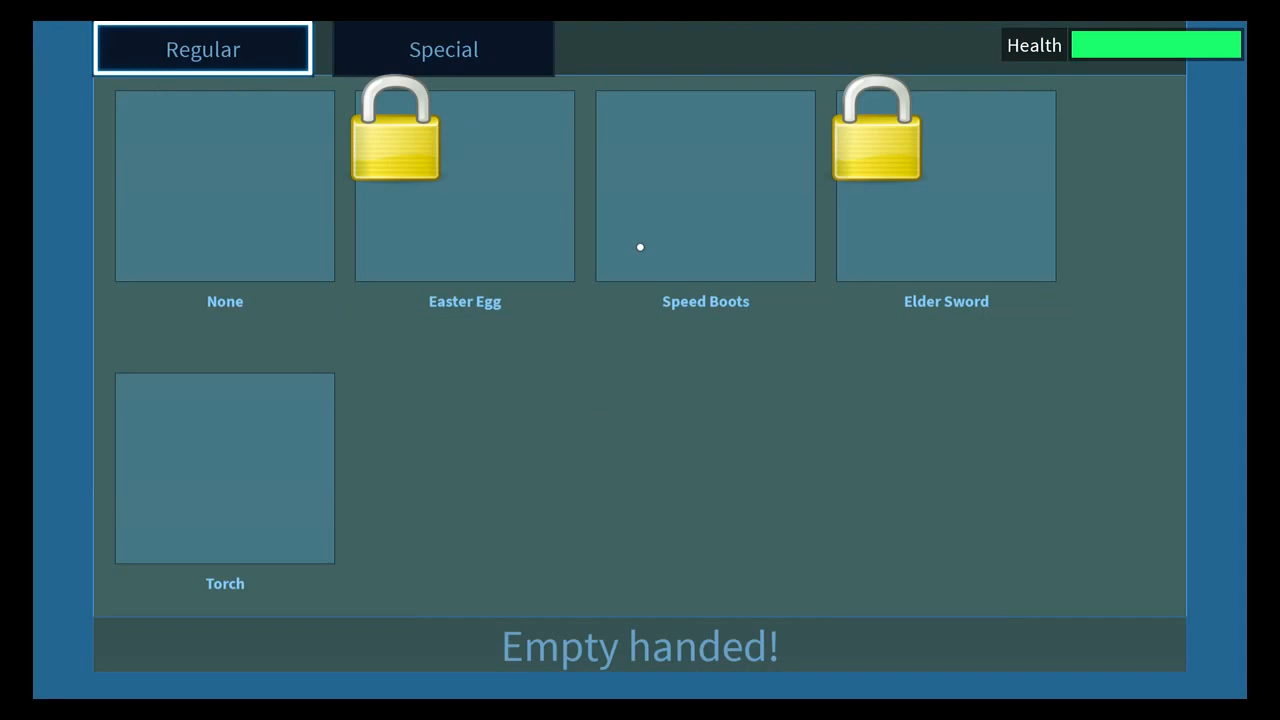 Regular
Special
Health
None
Easter Egg
Speed Boots
Elder Sword
Torch
Empty handed!